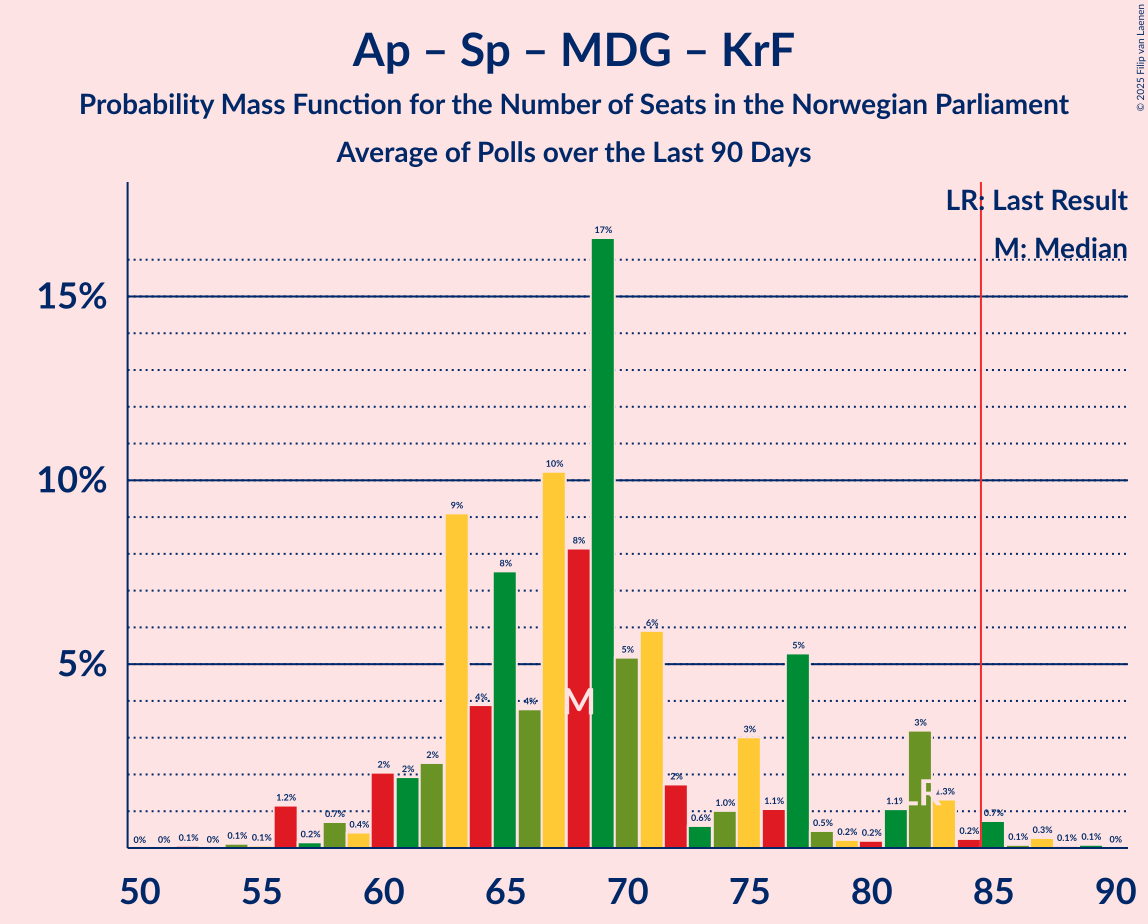 Ap – Sp – MDG – KrF
Probability Mass Function for the Number of Seats in the Norwegian Parliament
Average of Polls over the Last 90 Days
© 2025 Filip van Laenen
LR: Last Result
M: Median
15%
10%
5%
0% 0% 0.1% 0% 0.1% 0.1% 1.2% 0.2% 0.7% 0.4% 2% 2% 2% 9% 4% 8% 4% 10% 8% 17% 5% 6% 2% 0.6% 1.0% 3% 1.1% 5% 0.5% 0.2% 0.2% 1.1% 3% 1.3% 0.2% 0.7% 0.1% 0.3% 0.1% 0.1% 0%
M
LR
50 55 60 65 70 75 80 85 90